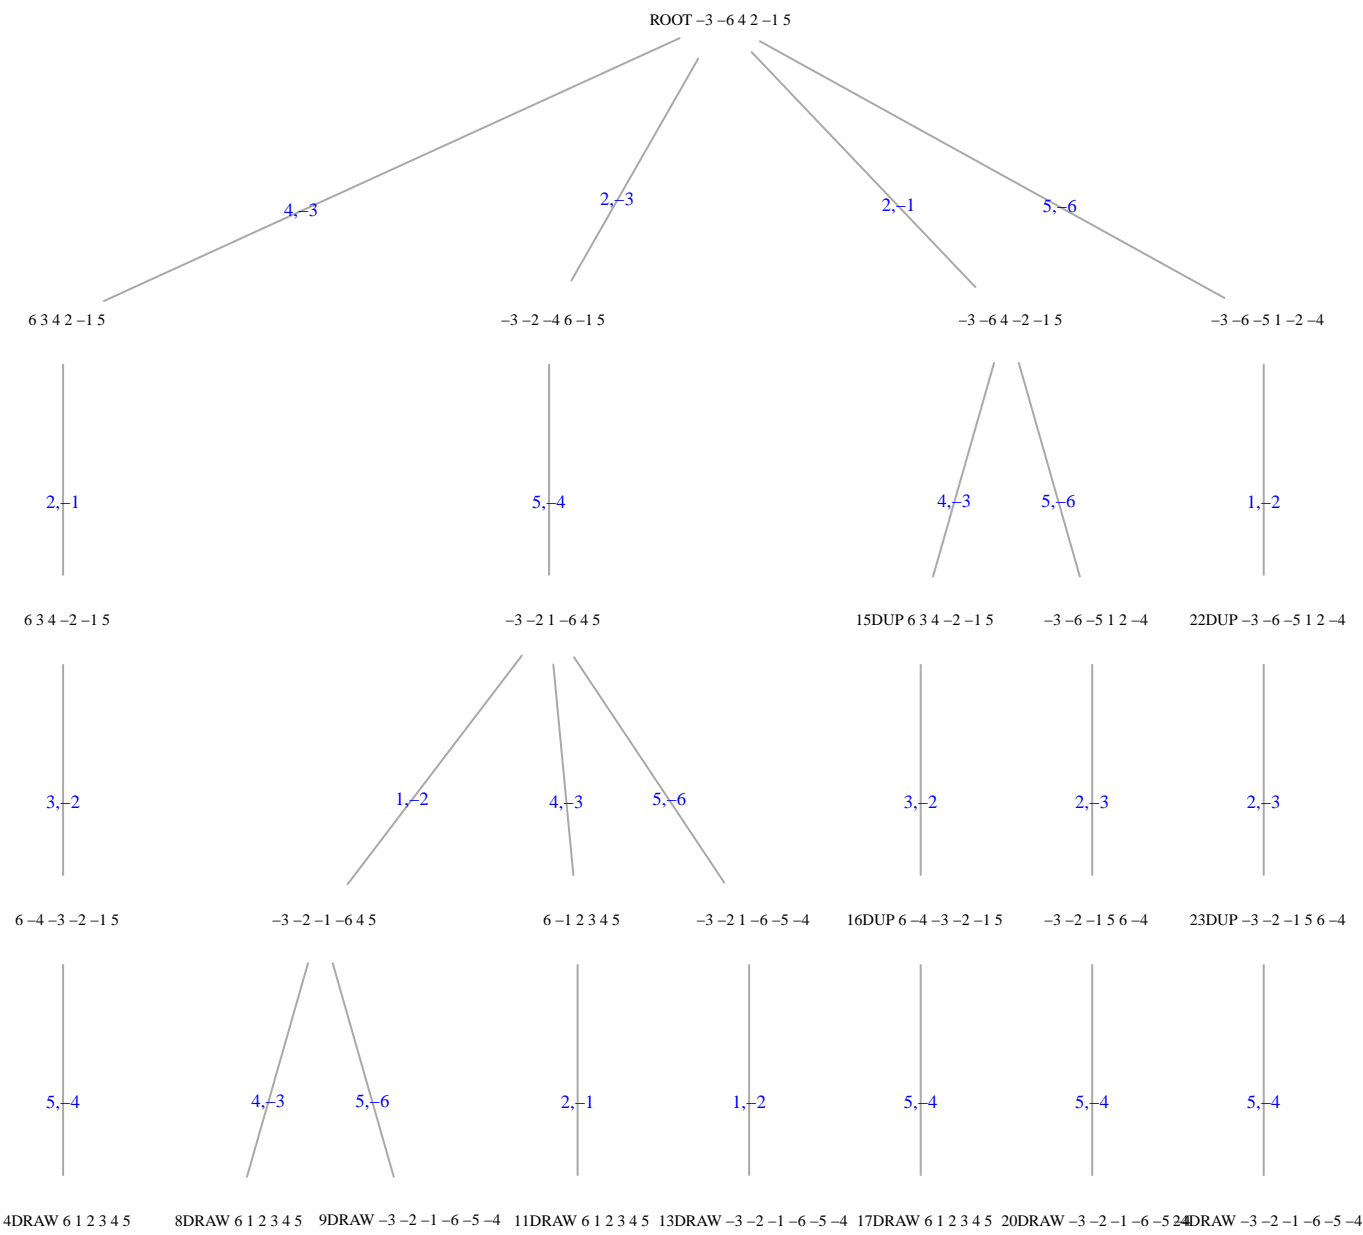 ROOT −3 −6 4 2 −1 5
4,−3
2,−3
2,−1
5,−6
6 3 4 2 −1 5
−3 −2 −4 6 −1 5
−3 −6 4 −2 −1 5
−3 −6 −5 1 −2 −4
2,−1
5,−4
4,−3
5,−6
1,−2
6 3 4 −2 −1 5
−3 −2 1 −6 4 5
15DUP 6 3 4 −2 −1 5
−3 −6 −5 1 2 −4
22DUP −3 −6 −5 1 2 −4
3,−2
1,−2
4,−3
5,−6
3,−2
2,−3
2,−3
6 −4 −3 −2 −1 5
−3 −2 −1 −6 4 5
6 −1 2 3 4 5
−3 −2 1 −6 −5 −4
16DUP 6 −4 −3 −2 −1 5
−3 −2 −1 5 6 −4
23DUP −3 −2 −1 5 6 −4
5,−4
4,−3
5,−6
2,−1
1,−2
5,−4
5,−4
5,−4
4DRAW 6 1 2 3 4 5
8DRAW 6 1 2 3 4 5
9DRAW −3 −2 −1 −6 −5 −4
11DRAW 6 1 2 3 4 5
13DRAW −3 −2 −1 −6 −5 −4
17DRAW 6 1 2 3 4 5
20DRAW −3 −2 −1 −6 −5 −4
24DRAW −3 −2 −1 −6 −5 −4